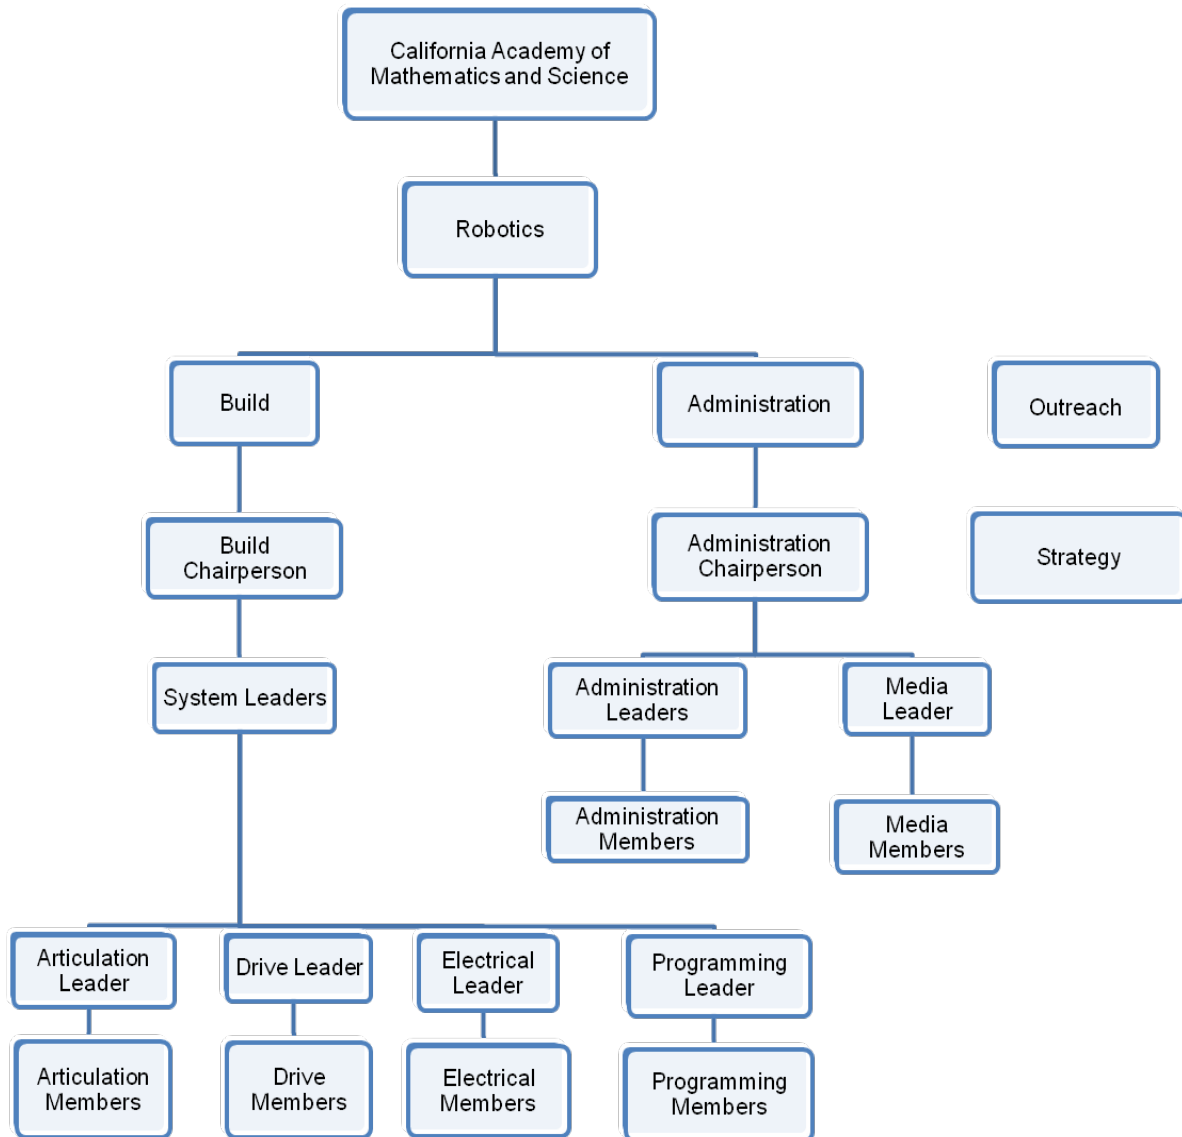 California Academy of
Mathematics and Science
Robotics
Build
Administration
Outreach
Build
Chairperson
Administration
Chairperson
Strategy
System Leaders
Administration
Leaders
Media
Leader
Administration
Members
Media
Members
Articulation
Leader
Drive Leader
Electrical
Leader
Programming
Leader
Articulation
Members
Drive
Members
Electrical
Members
Programming
Members